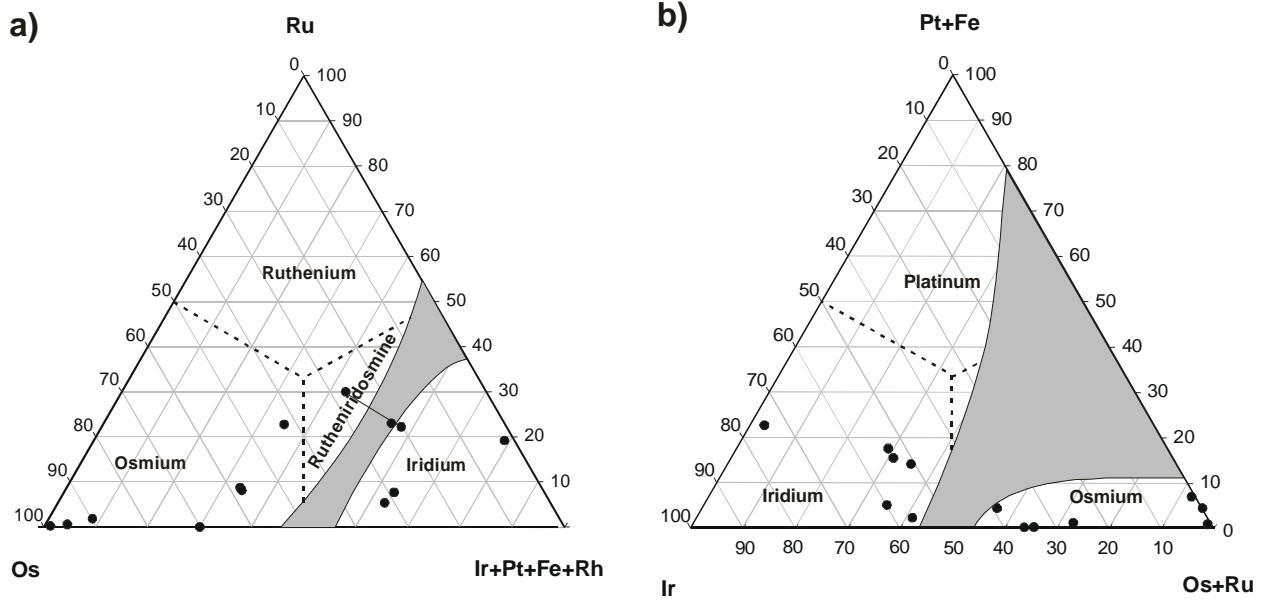 a)
Ru
0 100
10 90
20 80
30 70
40 60
Ruthenium
50 50
60 40
70 30
Rutheniridosmine
80 20
Osmium
Iridium
90 10
100
Os
Ir+Pt+Fe+Rh
b)
Pt+Fe
0 100
10 90
20 80
30 70
40 60
Platinum
50 50
60 40
70 30
80 20
90 10
Iridium
Osmium
100 0
90 80 70 60 50 40 30 20 10
Ir
Os+Ru